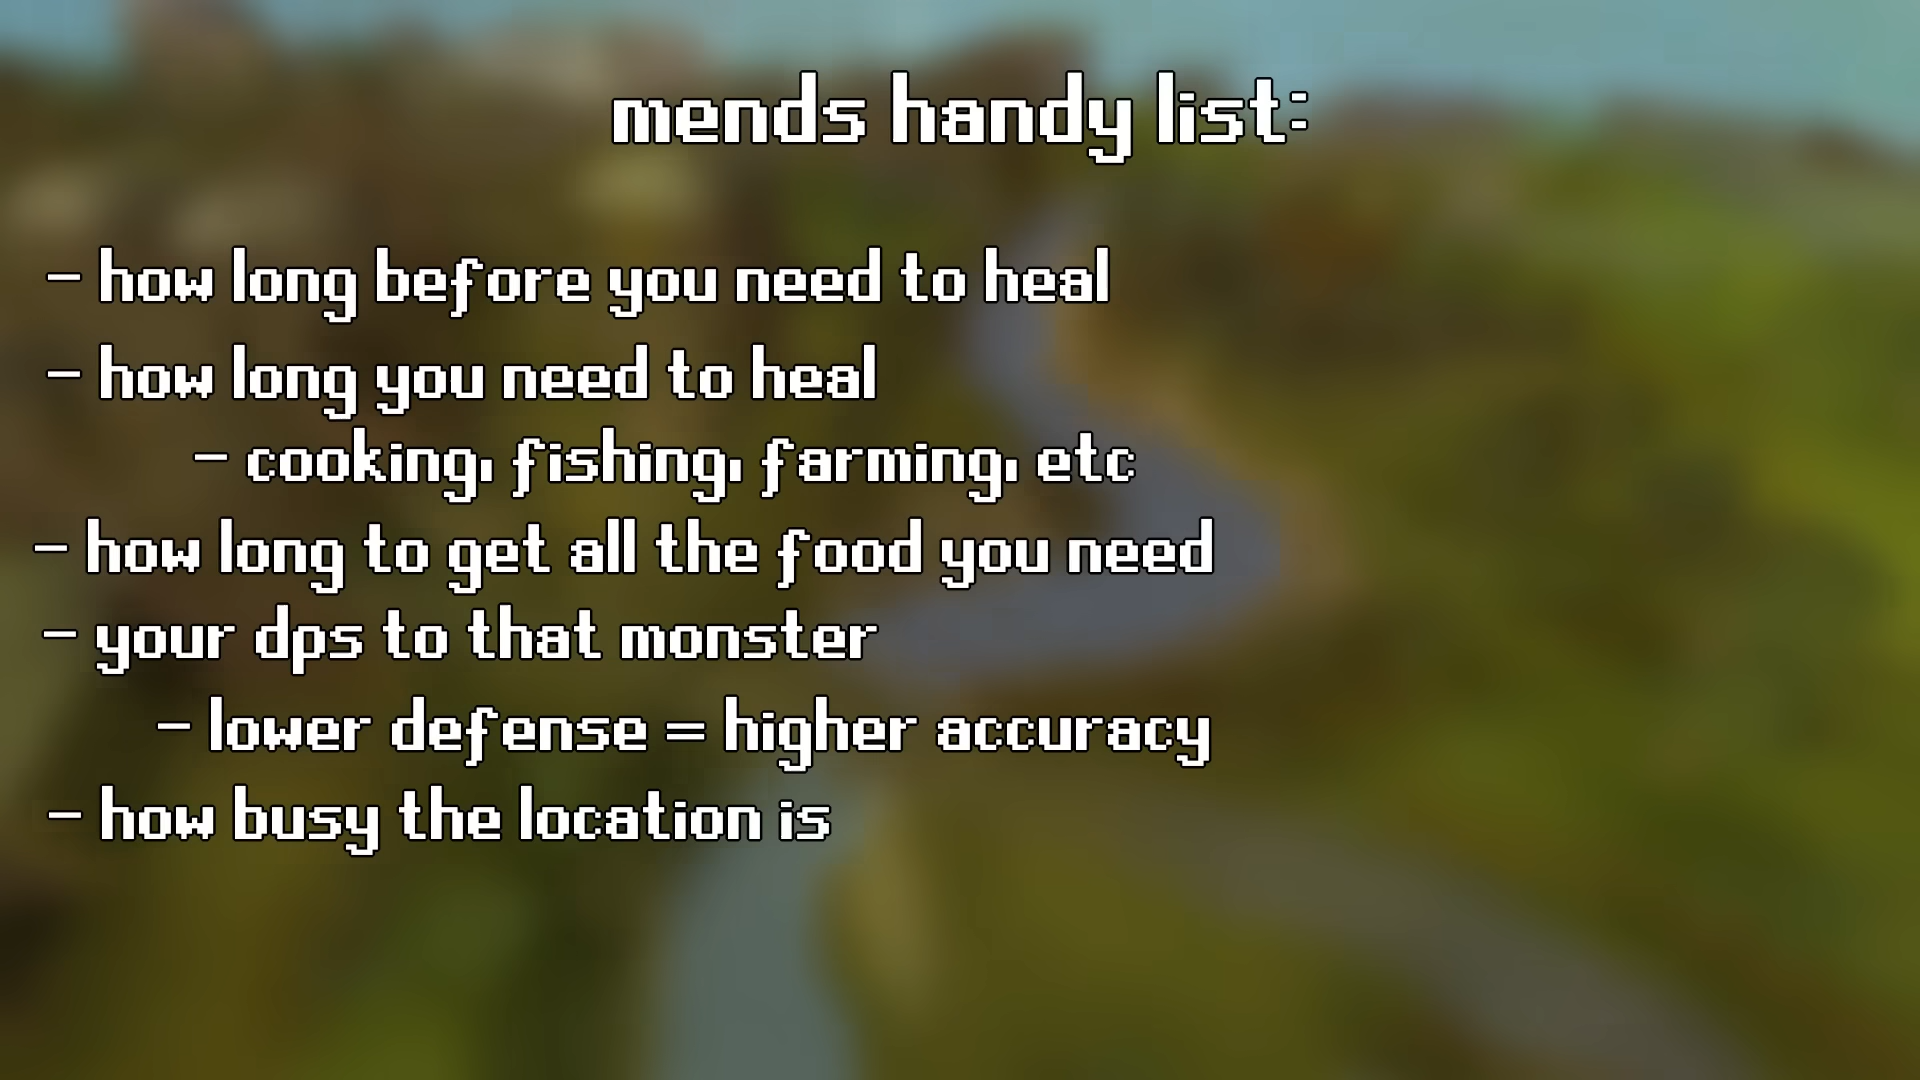 mends handy list:
- how long before you need to heal
- how long you need to heal
- cooking, fishing, farming, etc
- how long to get all the food you need
- your dps to that monster
- lower defense = higher accuracy
- how busy the location is